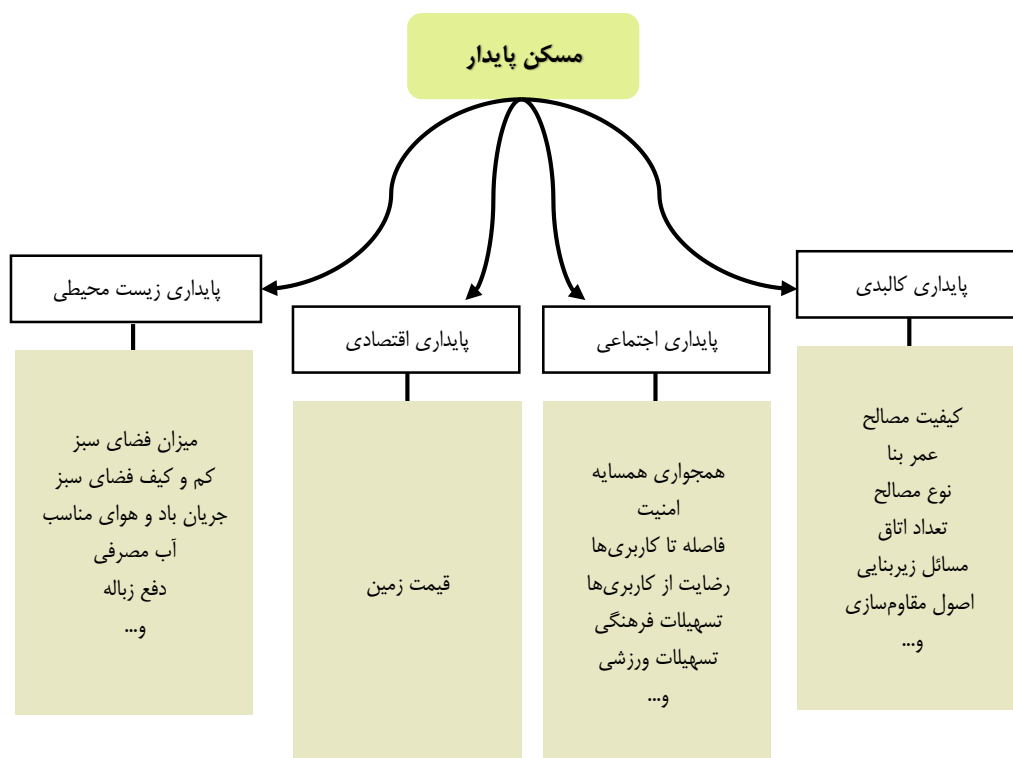 مسکن پایدار
پایداری کالبدی
کیفیت مصالح
عمر بنا
نوع مصالح
تعداد اتاق
مسائل زیربنایی
اصول مقاوم‌سازی
و...
پایداری اجتماعی
همجواری همسایه
امنیت
فاصله تا کاربری‌ها
رضایت از کاربری‌ها
تسهیلات فرهنگی
تسهیلات ورزشی
و...
پایداری اقتصادی
قیمت زمین
پایداری زیست محیطی
میزان فضای سبز
کم و کیف فضای سبز
جریان باد و هوای مناسب
آب مصرفی
دفع زباله
و...